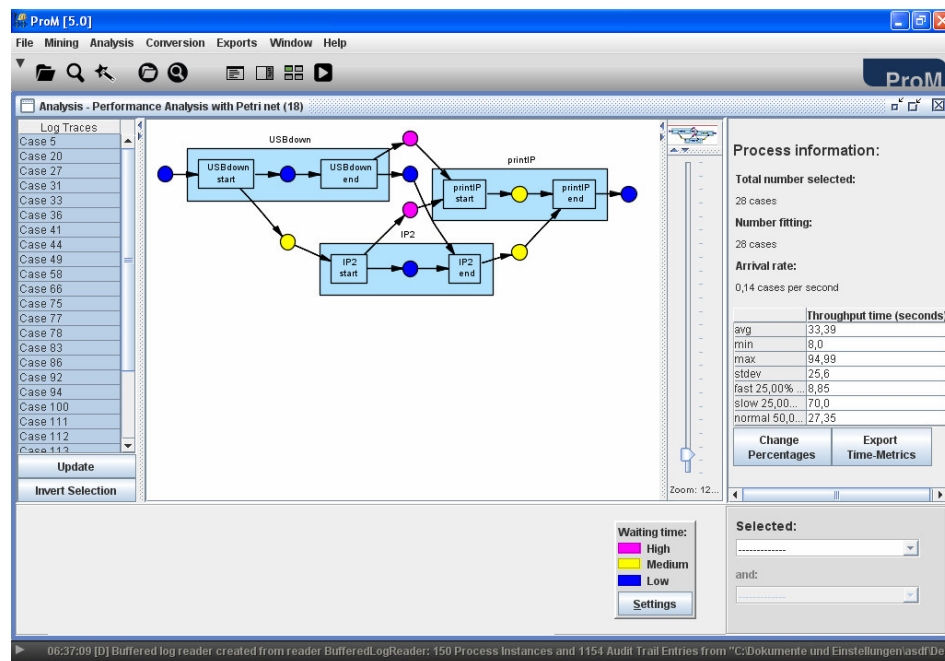 ProM [5.0]
File Mining Analysis Conversion Exports Window Help
ProM
Analysis - Performance Analysis with Petri net (18)
Log Traces
Case 5
Case 20
Case 27
Case 31
Case 33
Case 36
Case 41
Case 44
Case 49
Case 58
Case 66
Case 75
Case 77
Case 78
Case 83
Case 86
Case 92
Case 94
Case 100
Case 111
Case 112
Case 113
Update
Invert Selection
USBdown
USBdown
start
USBdown
end
printIP
printIP
start
printIP
end
IP2
IP2
start
IP2
end
Zoom: 12...
Process information:
Total number selected:
28 cases
Number fitting:
28 cases
Arrival rate:
0,14 cases per second
Throughput time (seconds)
avg 33,39
min 8,0
max 94,99
stdev 25,6
fast 25,00% ... 8,85
slow 25,00... 70,0
normal 50,0... 27,35
Change
Percentages
Export
Time-Metrics
Waiting time:
High
Medium
Low
Settings
Selected:
-------------
and:
-------------
06:37:09 [D] Buffered log reader created from reader BufferedLogReader: 150 Process Instances and 1154 Audit Trail Entries from "C:\Dokumente und Einstellungen\asdf\De